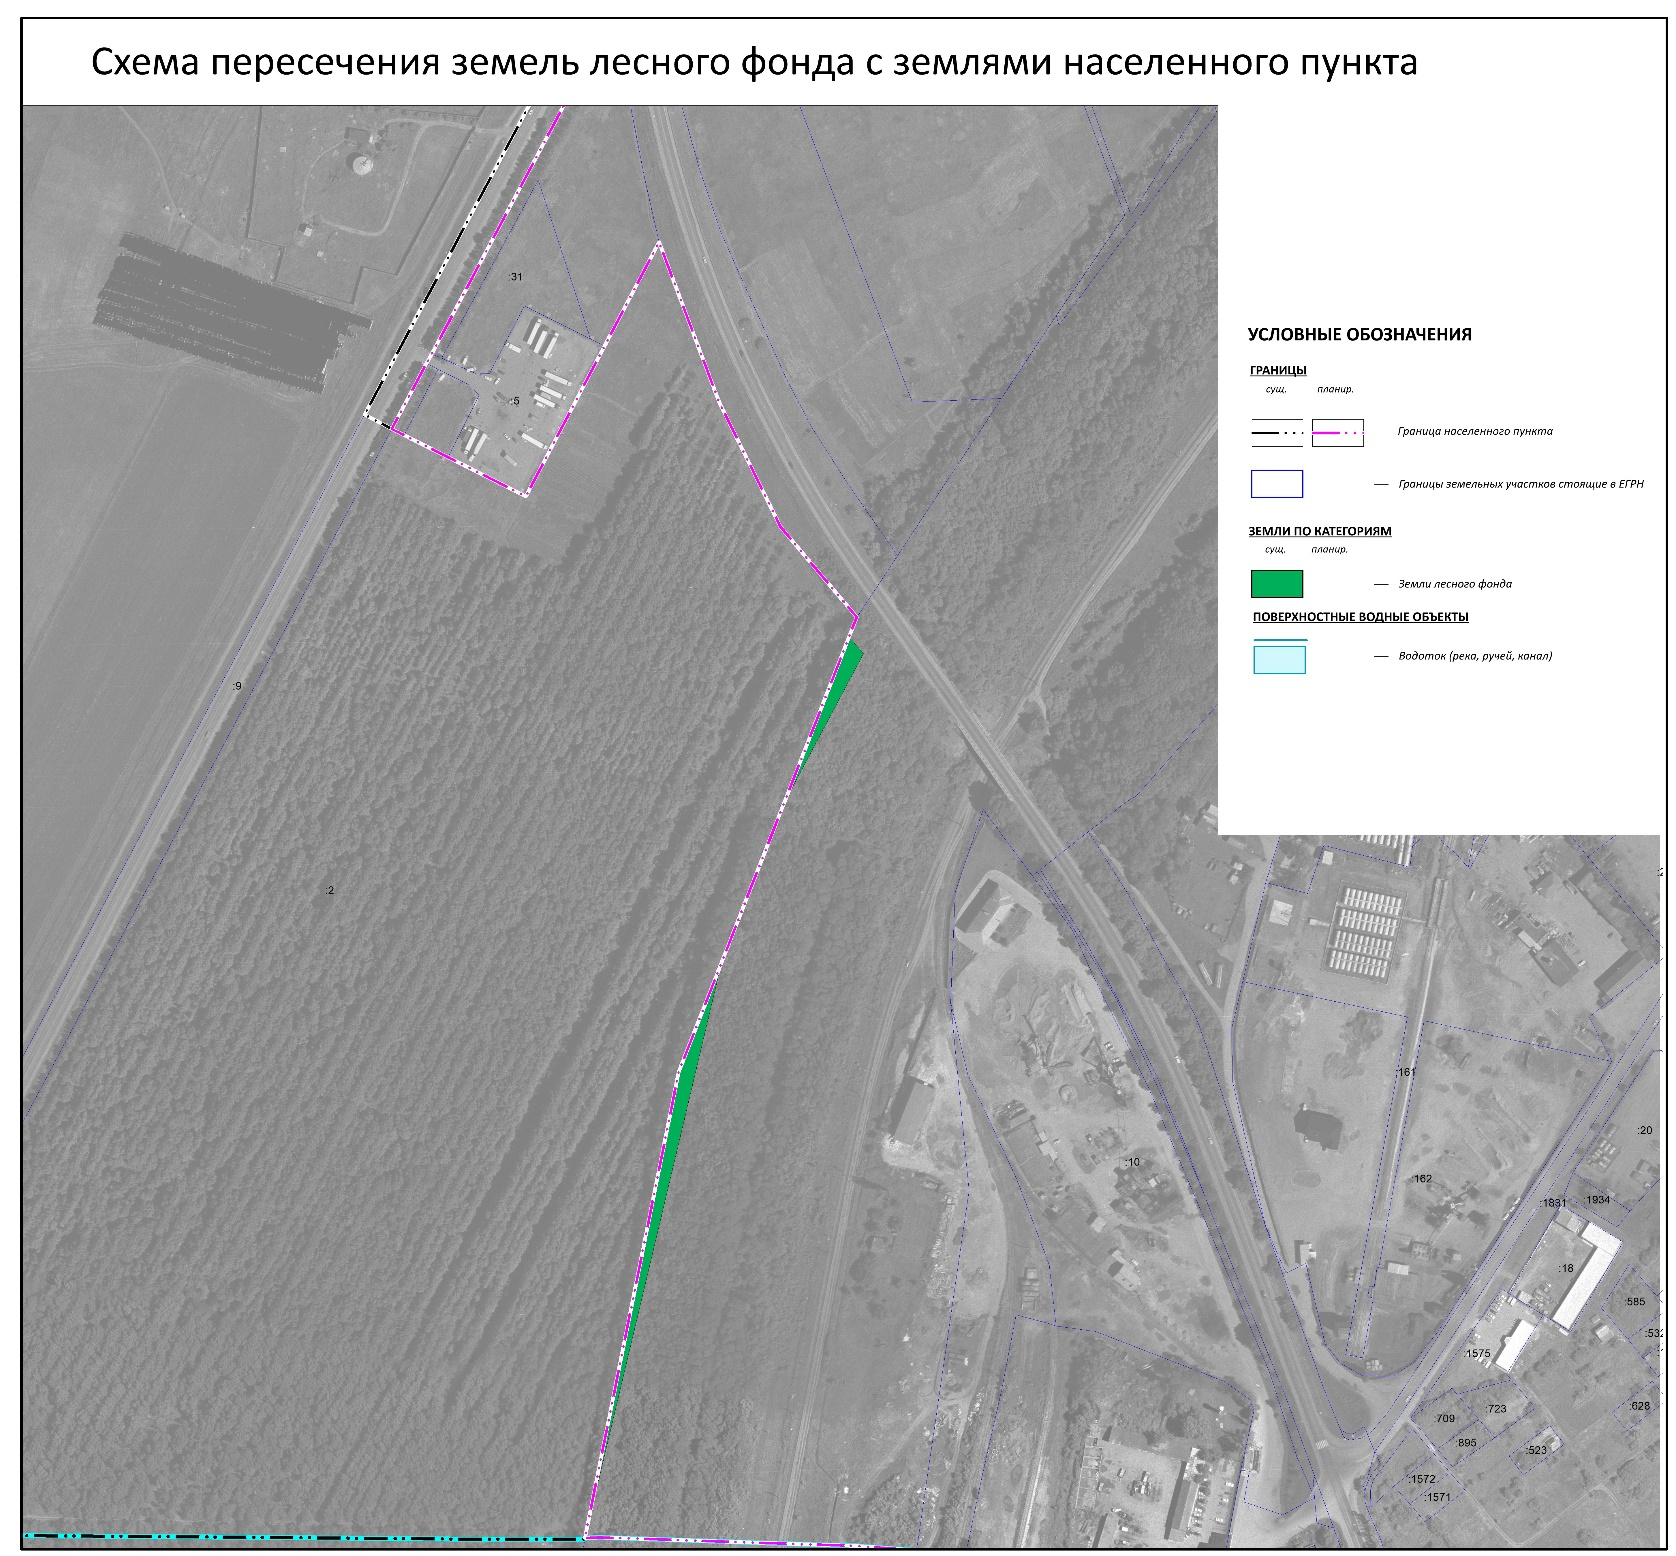 Схема пересечения земель лесного фонда с землями населенного пункта
:31
:5
УСЛОВНЫЕ ОБОЗНАЧЕНИЯ
ГРАНИЦЫ
сущ. планир.
Граница населенного пункта
— Границы земельных участков стоящие в ЕГРН
ЗЕМЛИ ПО КАТЕГОРИЯМ
сущ. планир.
— Земли лесного фонда
ПОВЕРХНОСТНЫЕ ВОДНЫЕ ОБЪЕКТЫ
— Водоток (река, ручей, канал)
:9
:2
:161
:20
:10
:162
:1831
:1934
:18
:585
:532
:1575
:628
:723
:709
:895
:523
:1572
:1571